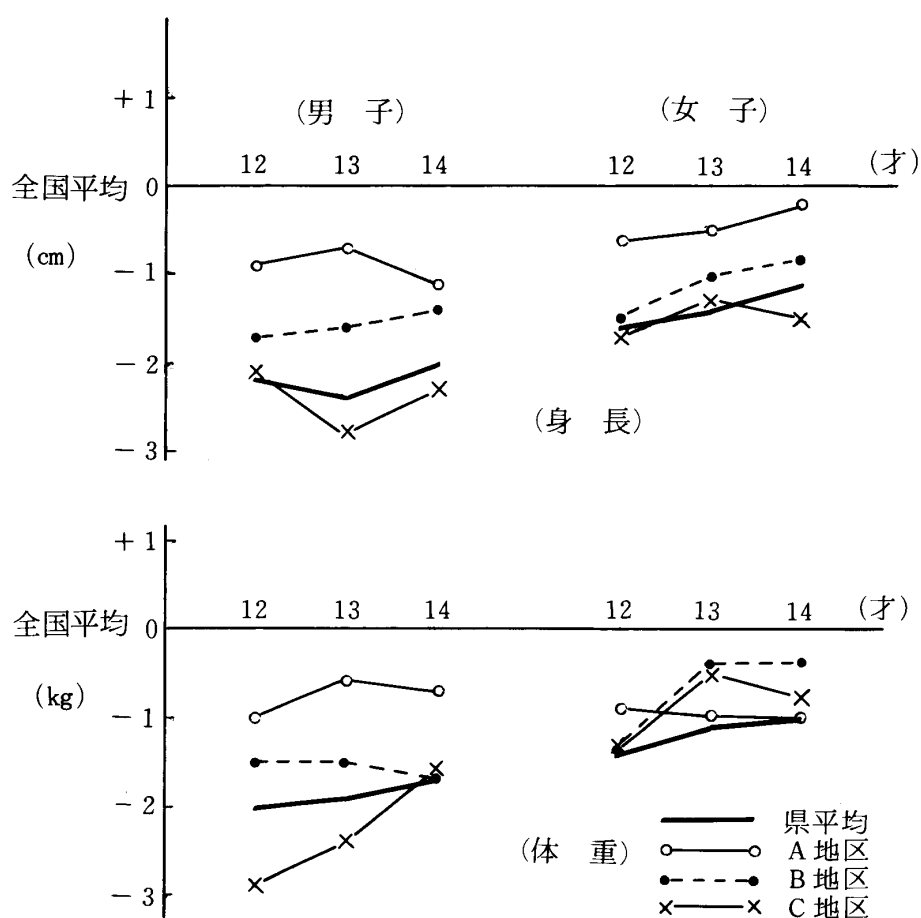 +1
(男 子)
(女 子)
12 13 14 12 13 14 (才)
全国平均 0
(cm)
-1
-2
(身 長)
-3
+1
12 13 14 12 13 14 (才)
全国平均 0
(kg)
-1
-2
県平均
(体 重)
A地区
B地区
-3
C地区